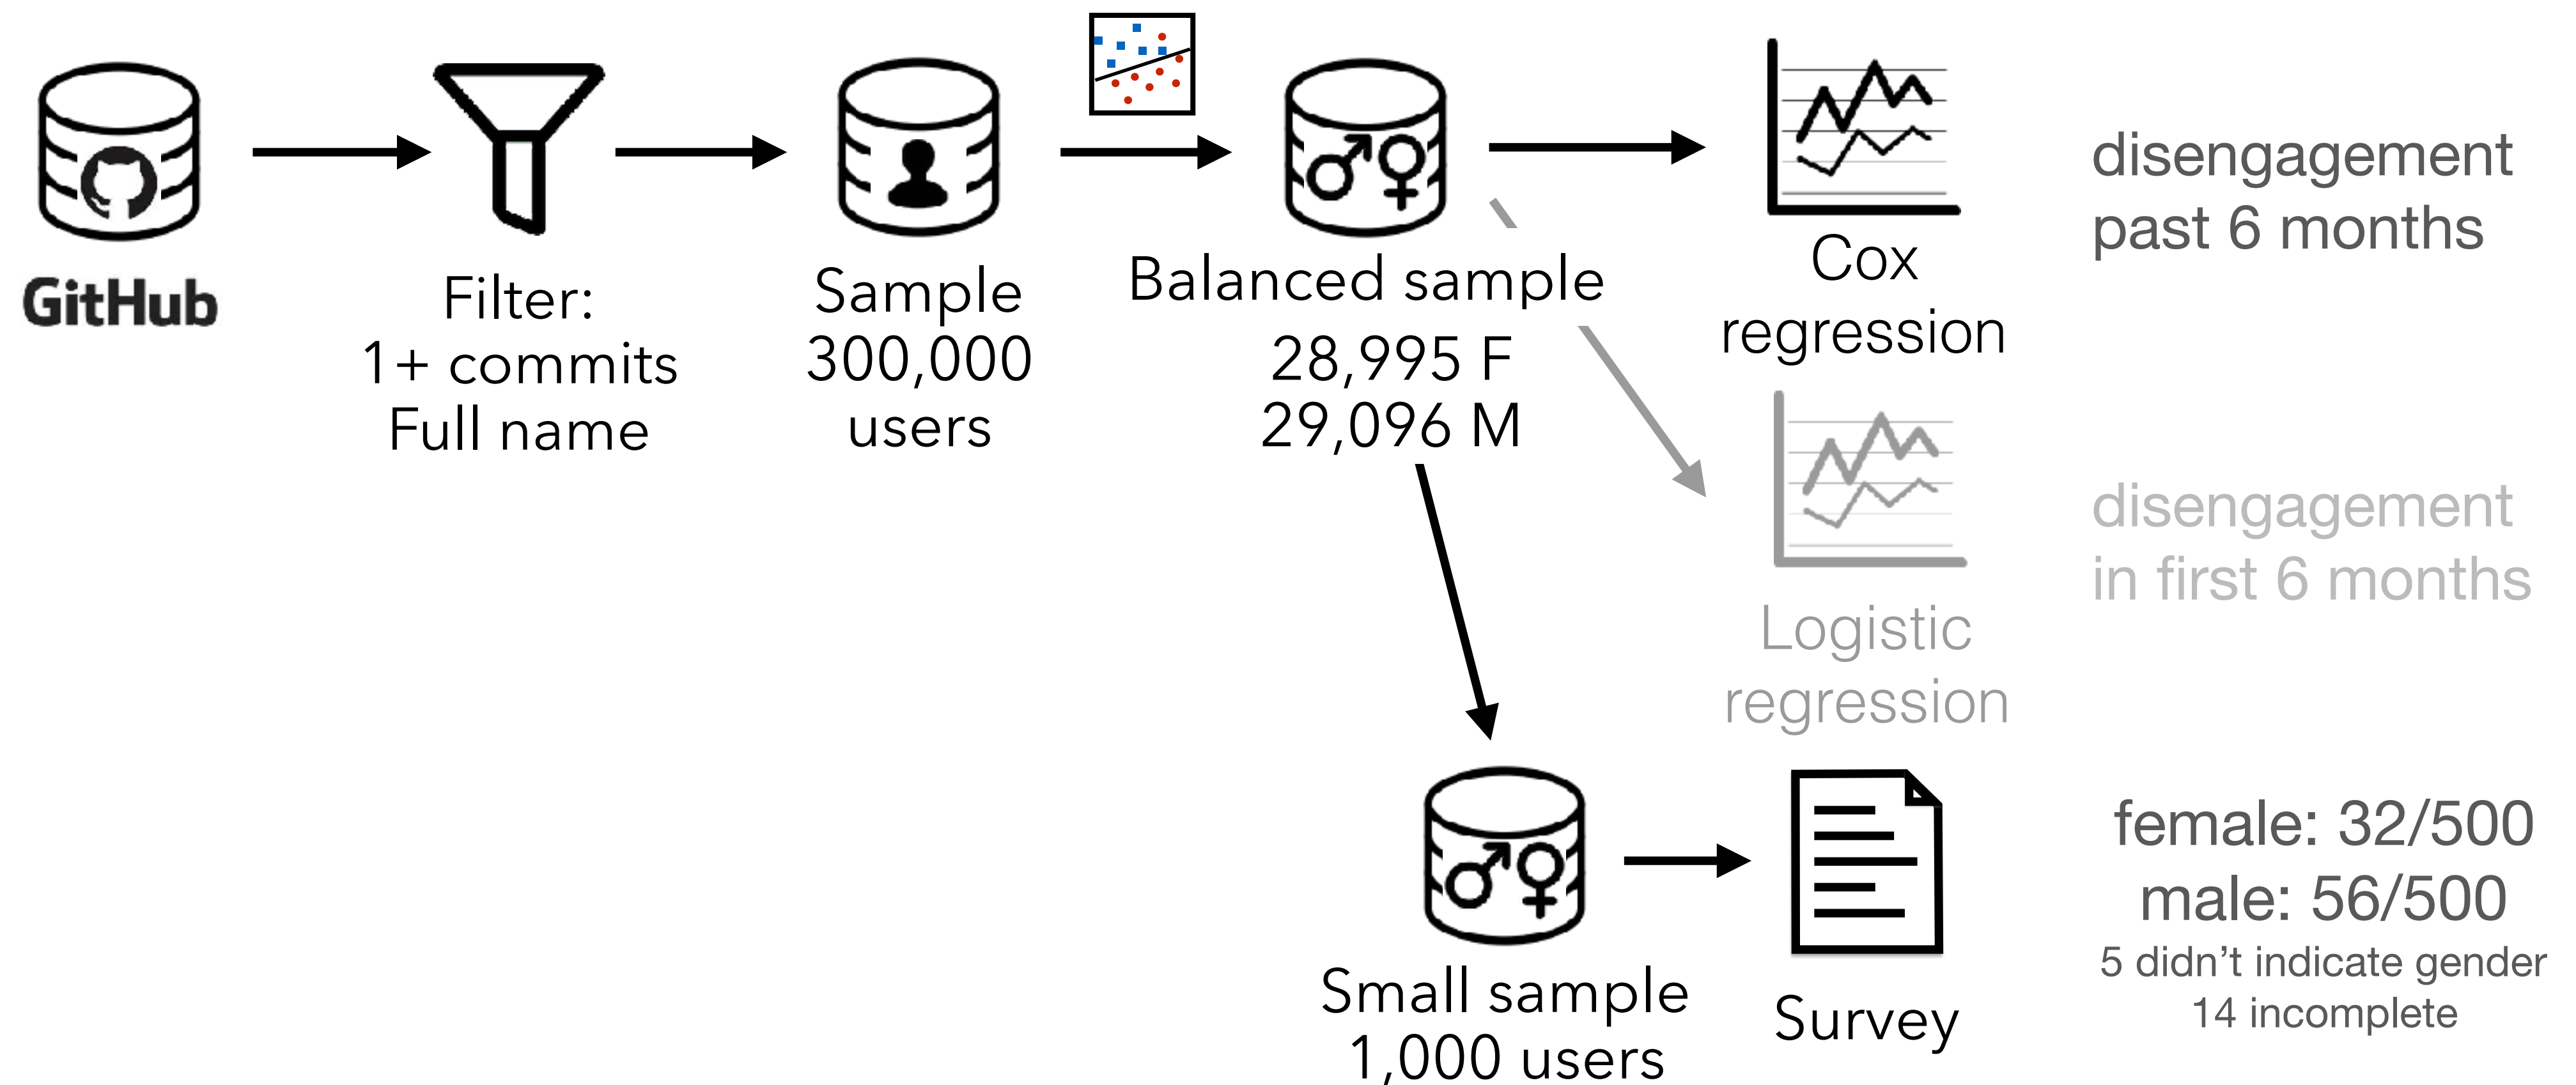 GitHub
Filter:
1+ commits
Full name
Sample
300,000
users
Balanced sample
28,995 F
29,096 M
Cox
regression
disengagement
past 6 months
Logistic
regression
disengagement
in first 6 months
Small sample
1,000 users
Survey
female: 32/500
male: 56/500
5 didn’t indicate gender
14 incomplete